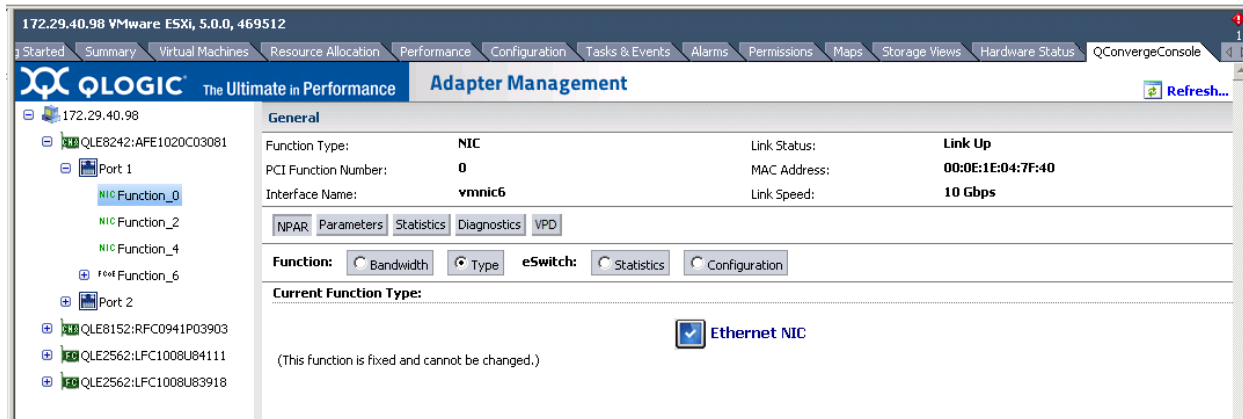 172.29.40.98 VMware ESXi, 5.0.0, 469512
g Started Summary Virtual Machines Resource Allocation Performance Configuration Tasks & Events Alarms Permissions Maps Storage Views Hardware Status QConvergeConsole
QLOGIC The Ultimate in Performance Adapter Management
Refresh...
172.29.40.98
QLE8242:AFE1020C03081
Port 1
NIC Function_0
NIC Function_2
NIC Function_4
FCoE Function_6
Port 2
QLE8152:RFC0941P03903
QLE2562:LFC1008U84111
QLE2562:LFC1008U83918
General
Function Type: NIC Link Status: Link Up
PCI Function Number: 0 MAC Address: 00:0E:1E:04:7F:40
Interface Name: vmnic6 Link Speed: 10 Gbps
NPAR Parameters Statistics Diagnostics VPD
Function: Bandwidth Type eSwitch: Statistics Configuration
Current Function Type:
Ethernet NIC
(This function is fixed and cannot be changed.)